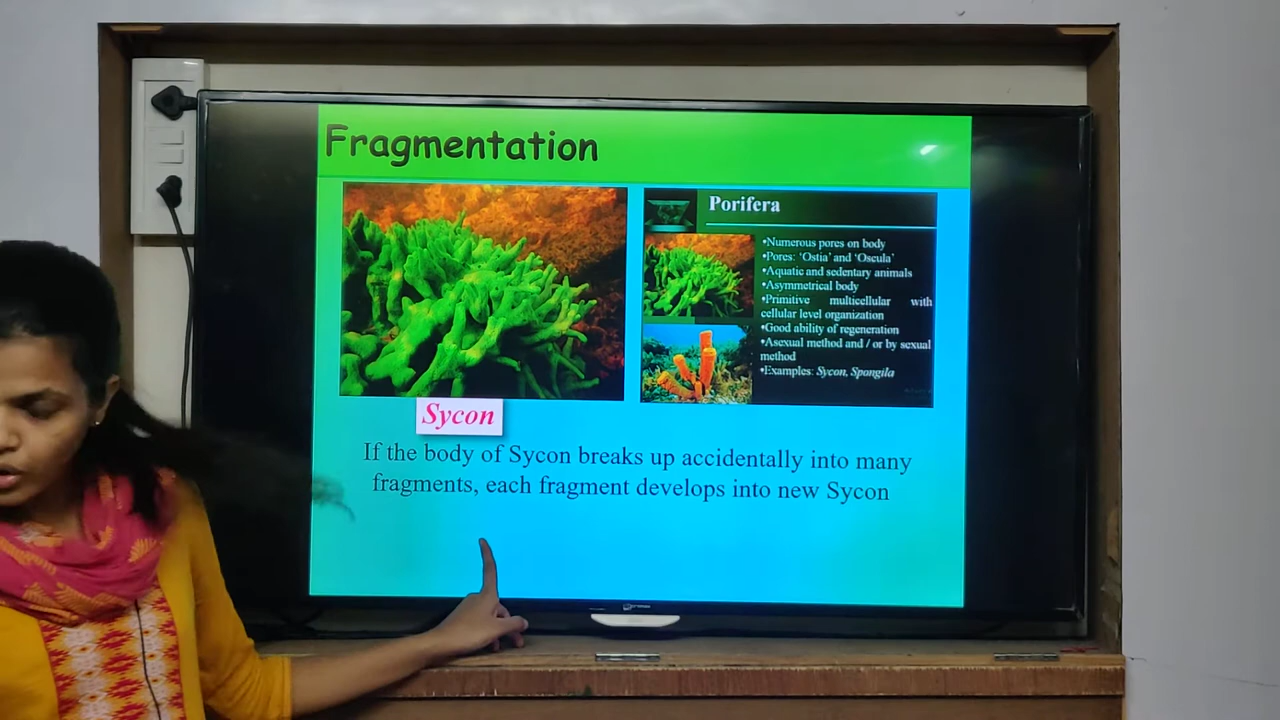 Fragmentation
Porifera
•Numerous pores on body
•Pores: ‘Ostia’ and ‘Oscula’
•Aquatic and sedentary animals
•Asymmetrical body
•Primitive multicellular with
cellular level organization
•Good ability of regeneration
•Asexual method and / or by sexual
method
•Examples: Sycon, Spongila
Sycon
If the body of Sycon breaks up accidentally into many
fragments, each fragment develops into new Sycon